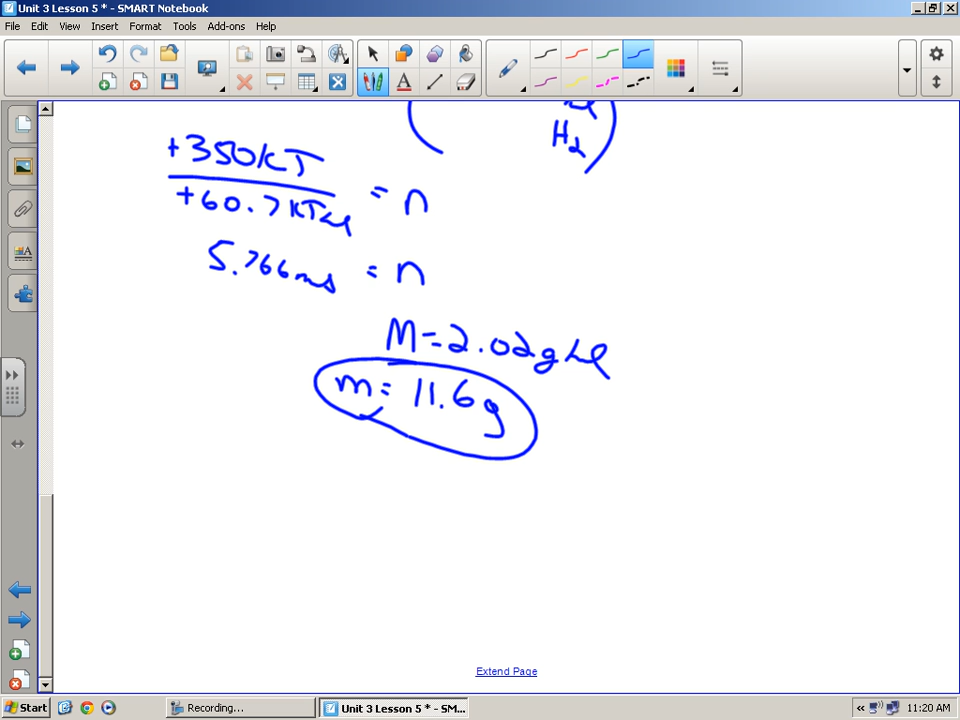 Unit 3 Lesson 5 * - SMART Notebook
File Edit View Insert Format Tools Add-ons Help
H2
+350kJ
+60.7kJ = n
5.766 = n
M = 2.02g
m = 11.6g
Extend Page
Start Recording... Unit 3 Lesson 5 * - SM... 11:20 AM